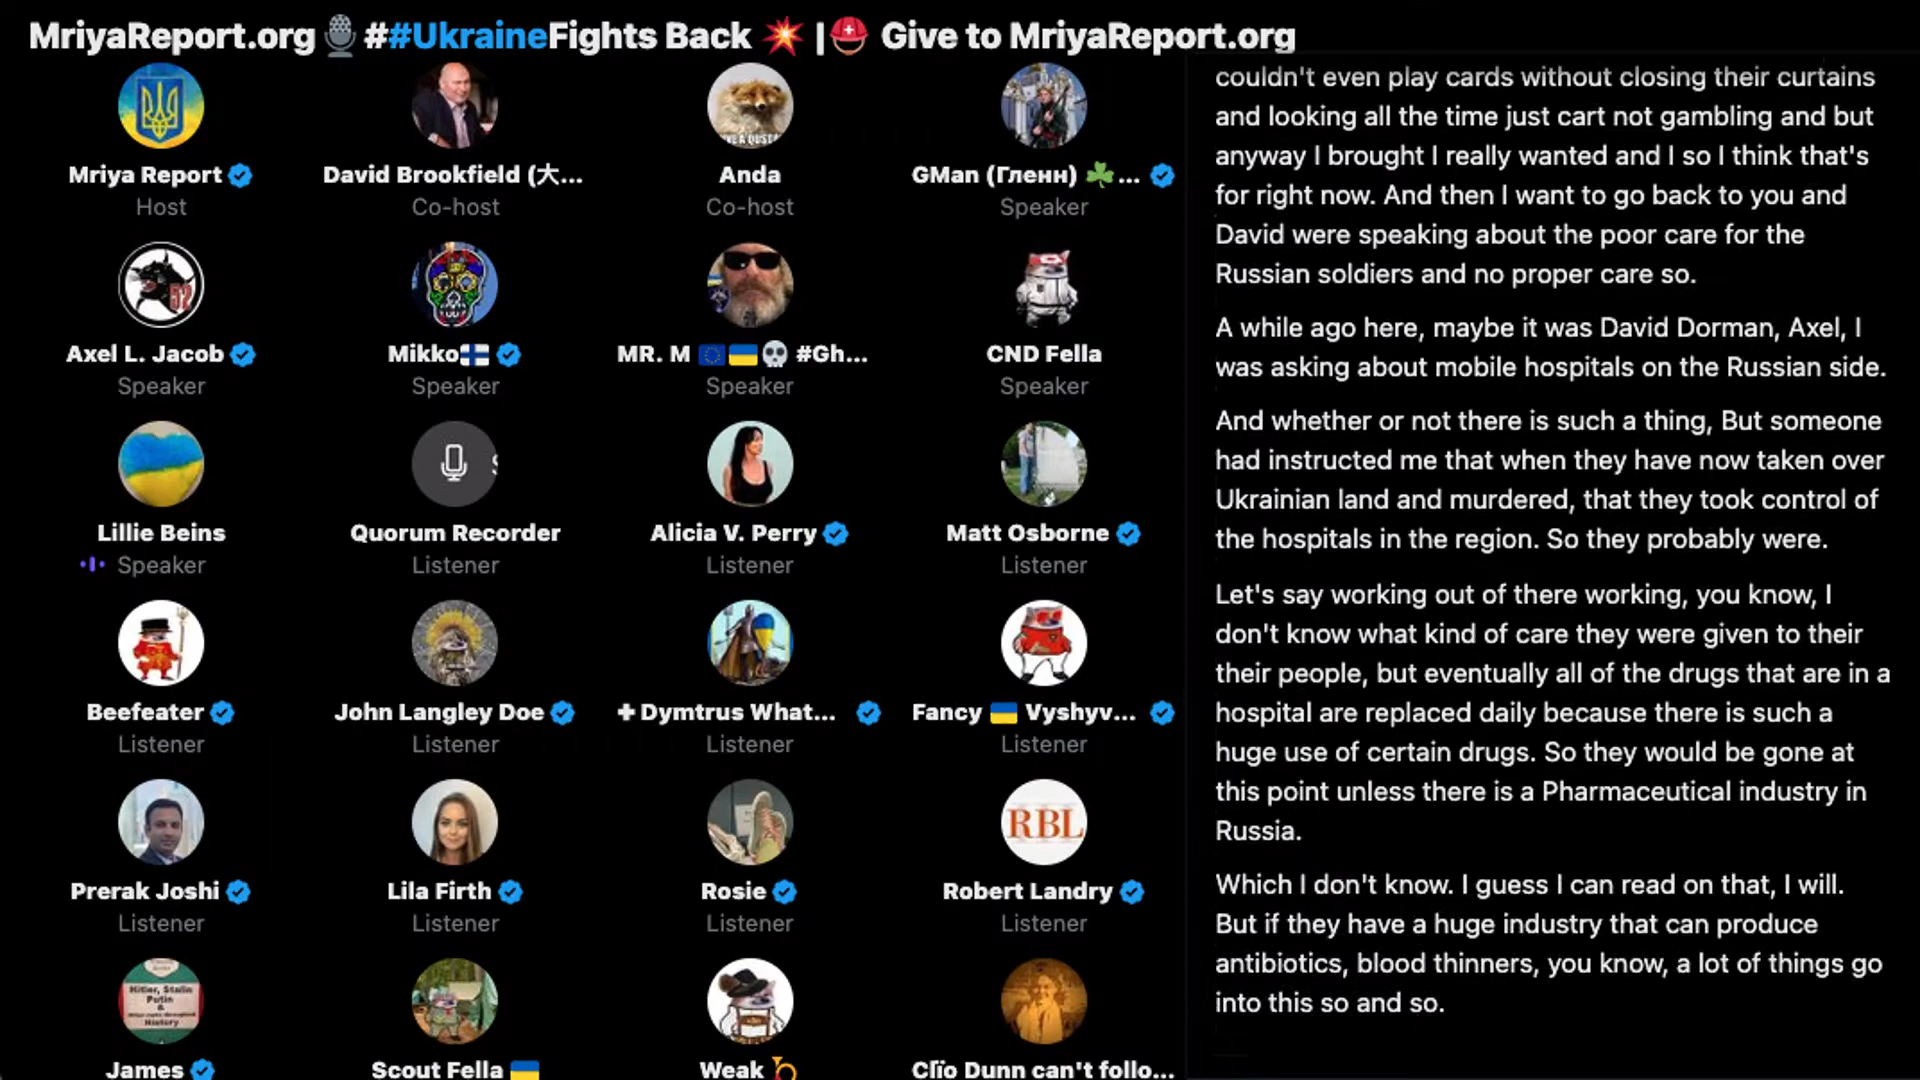 MriyaReport.org🎙️##UkraineFights Back 💥 |⛑️ Give to MriyaReport.org
Mriya Report
Host
David Brookfield (大...
Co-host
Anda
Co-host
GMan (Гленн) ☘️...
Speaker
Axel L. Jacob
Speaker
Mikko🇫🇮
Speaker
MR. M 🇪🇺🇺🇦💀 #Gh...
Speaker
CND Fella
Speaker
Lillie Beins
Speaker
Quorum Recorder
Listener
Alicia V. Perry
Listener
Matt Osborne
Listener
Beefeater
Listener
John Langley Doe
Listener
✚ Dymtrus What...
Listener
Fancy 🇺🇦 Vyshyv...
Listener
Prerak Joshi
Listener
Lila Firth
Listener
Rosie
Listener
RBL
Robert Landry
Listener
Hitler, Stalin
Putin
&
History
James
Scout Fella 🇺🇦
Weak
Clïo Dunn can't follo...
couldn't even play cards without closing their curtains
and looking all the time just cart not gambling and but
anyway I brought I really wanted and I so I think that's
for right now. And then I want to go back to you and
David were speaking about the poor care for the
Russian soldiers and no proper care so.
A while ago here, maybe it was David Dorman, Axel, I
was asking about mobile hospitals on the Russian side.
And whether or not there is such a thing, But someone
had instructed me that when they have now taken over
Ukrainian land and murdered, that they took control of
the hospitals in the region. So they probably were.
Let's say working out of there working, you know, I
don't know what kind of care they were given to their
their people, but eventually all of the drugs that are in a
hospital are replaced daily because there is such a
huge use of certain drugs. So they would be gone at
this point unless there is a Pharmaceutical industry in
Russia.
Which I don't know. I guess I can read on that, I will.
But if they have a huge industry that can produce
antibiotics, blood thinners, you know, a lot of things go
into this so and so.